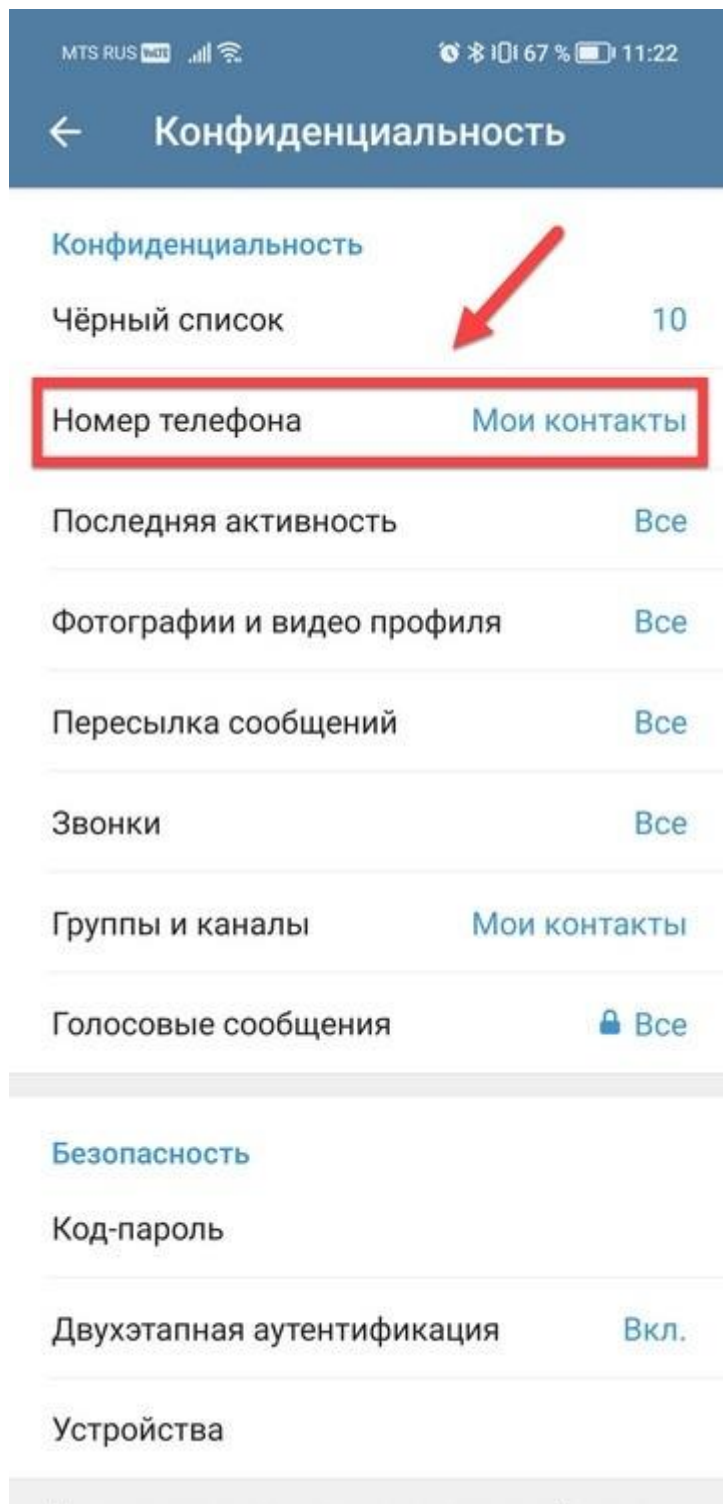 MTS RUS VoLTE 67 % 11:22
Конфиденциальность
Конфиденциальность
Чёрный список 10
Номер телефона Мои контакты
Последняя активность Все
Фотографии и видео профиля Все
Пересылка сообщений Все
Звонки Все
Группы и каналы Мои контакты
Голосовые сообщения Все
Безопасность
Код-пароль
Двухэтапная аутентификация Вкл.
Устройства